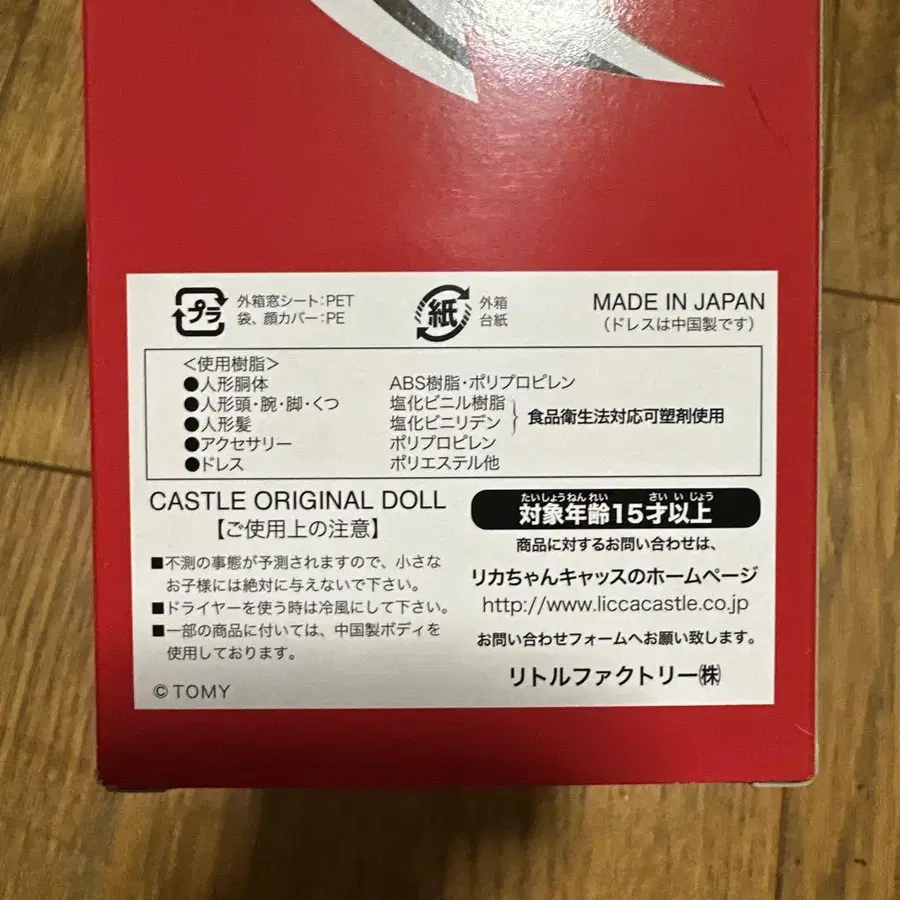 プラ
外箱窓シート:PET
袋、顔カバー:PE
紙
外箱
台紙
MADE IN JAPAN
(ドレスは中国製です)
<使用樹脂>
●人形胴体 ABS樹脂・ポリプロピレン
●人形頭・腕・脚・くつ 塩化ビニル樹脂
●人形髪 塩化ビニリデン
食品衛生法対応可塑剤使用
●アクセサリー ポリプロピレン
●ドレス ポリエステル他
CASTLE ORIGINAL DOLL
【ご使用上の注意】
■不測の事態が予測されますので、小さな
お子様には絶対に与えないで下さい。
■ドライヤーを使う時は冷風にして下さい。
■一部の商品に付いては、中国製ボディを
使用しております。
©TOMY
たいしょうねんれい さいいじょう
対象年齢15才以上
商品に対するお問い合わせは、
リカちゃんキャッスのホームページ
http://www.liccacastle.co.jp
お問い合わせフォームへお願い致します。
リトルファクトリー㈱